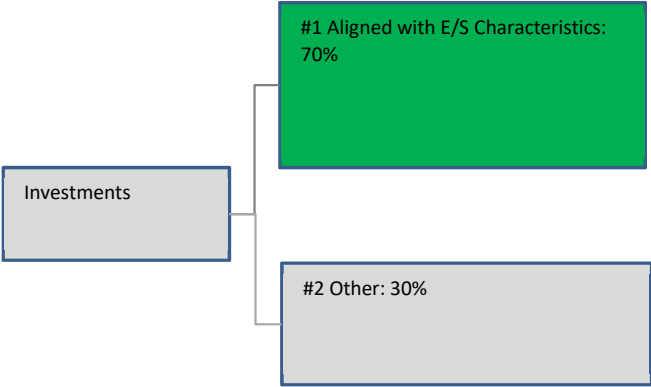 #1 Aligned with E/S Characteristics:
70%
Investments
#2 Other: 30%